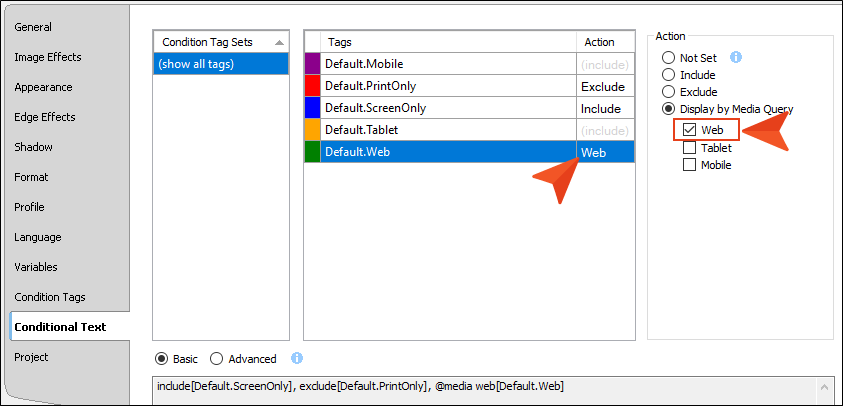 General
Image Effects
Appearance
Edge Effects
Shadow
Format
Profile
Language
Variables
Condition Tags
Conditional Text
Project
Condition Tag Sets
(show all tags)
Tags Action
Default.Mobile (include)
Default.PrintOnly Exclude
Default.ScreenOnly Include
Default.Tablet (include)
Default.Web Web
Action
Not Set
Include
Exclude
Display by Media Query
Web
Tablet
Mobile
Basic Advanced
include[Default.ScreenOnly], exclude[Default.PrintOnly], @media web[Default.Web]